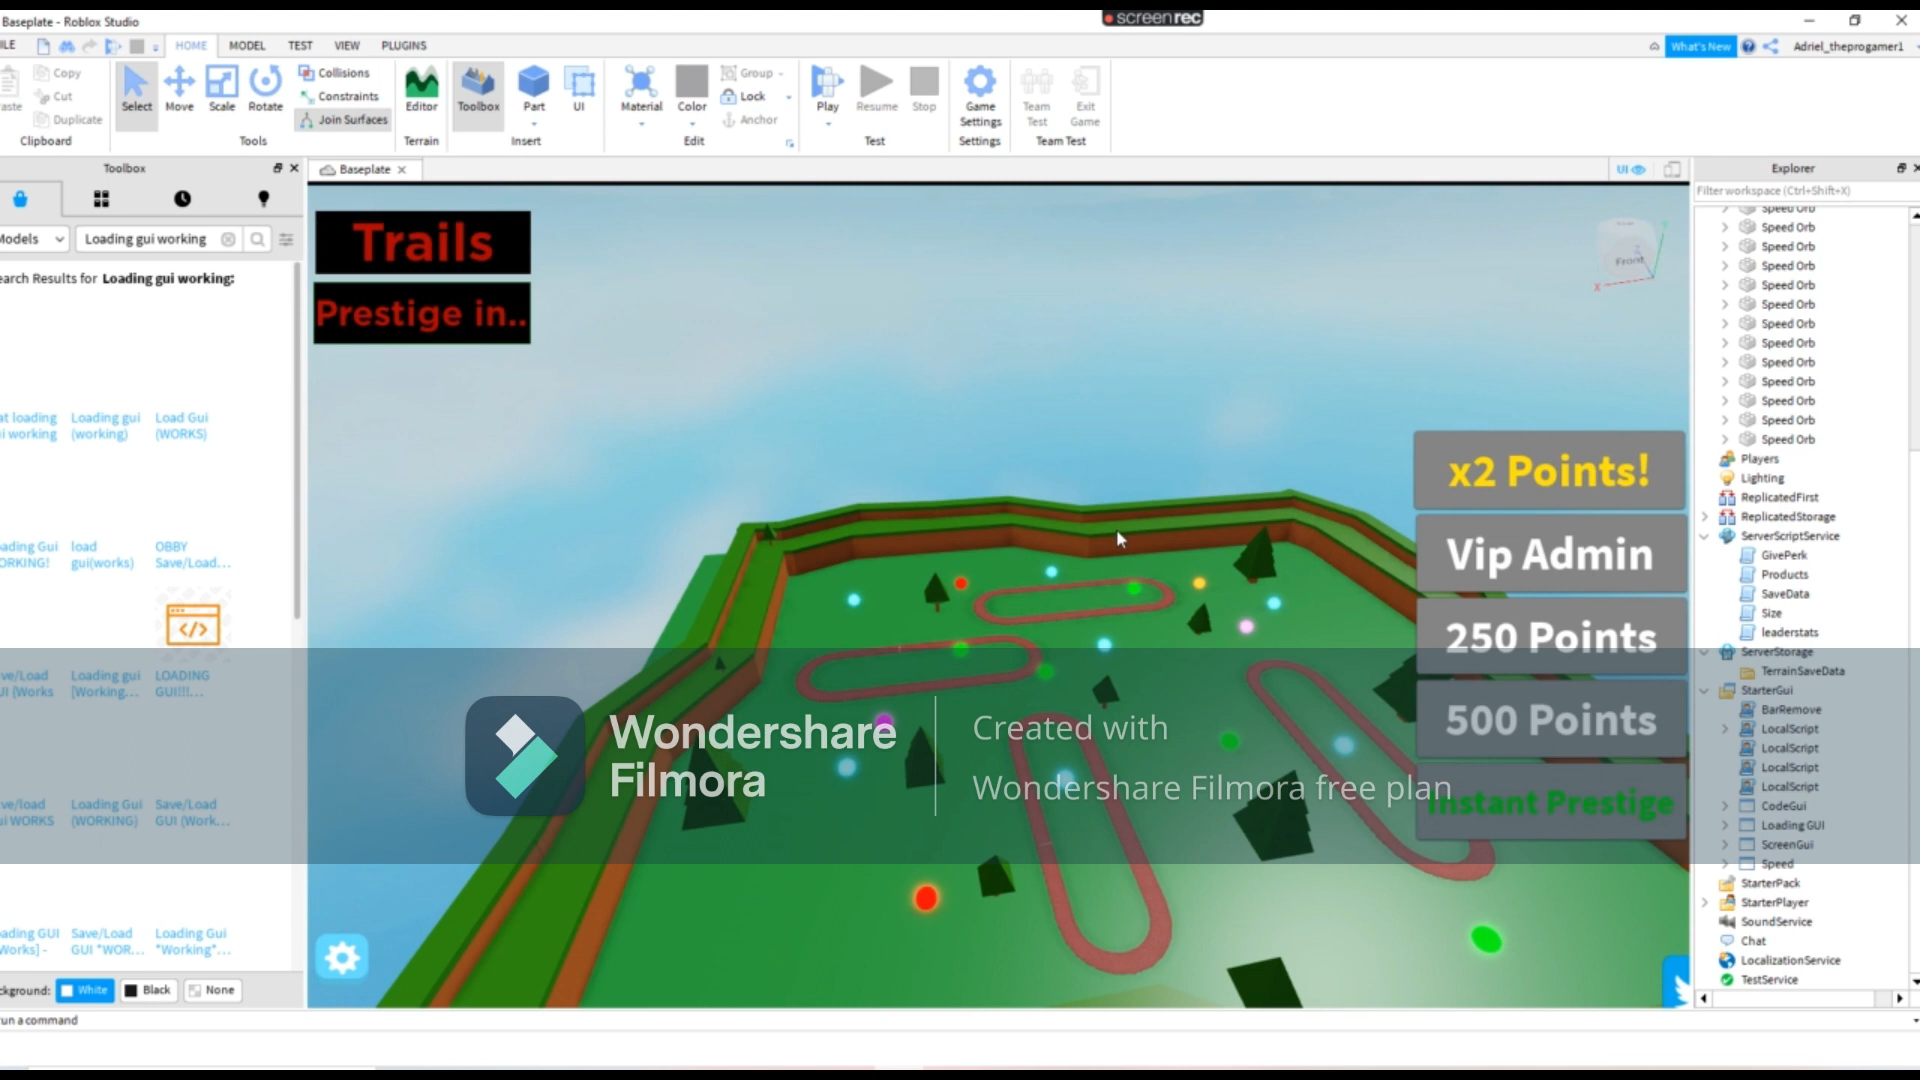 Baseplate - Roblox Studio
screenrec
HOME
MODEL
TEST
VIEW
PLUGINS
What's New
Adriel_theprogamer1
Copy
Cut
Duplicate
Clipboard
Select
Move
Scale
Rotate
Collisions
Constraints
Join Surfaces
Tools
Editor
Terrain
Toolbox
Part
UI
Insert
Material
Color
Group
Lock
Anchor
Edit
Play
Resume
Stop
Test
Game
Settings
Settings
Team
Test
Exit
Game
Team Test
Toolbox
Loading gui working
Search Results for Loading gui working:
Loading gui
(working)
Load Gui
(WORKS)
load
gui(works)
OBBY
Save/Load...
Loading gui
[Working...
LOADING
GUI!!!...
Loading Gui
(WORKING)
Save/Load
GUI (Work...
Save/Load
GUI *WOR...
Loading Gui
*Working*...
White
Black
None
Baseplate
UI
Trails
Prestige in..
Front
x2 Points!
Vip Admin
250 Points
500 Points
Instant Prestige
Wondershare
Filmora
Created with
Wondershare Filmora free plan
Explorer
Filter workspace (Ctrl+Shift+X)
Speed Orb
Speed Orb
Speed Orb
Speed Orb
Speed Orb
Speed Orb
Speed Orb
Speed Orb
Speed Orb
Speed Orb
Speed Orb
Speed Orb
Speed Orb
Players
Lighting
ReplicatedFirst
ReplicatedStorage
ServerScriptService
GivePerk
Products
SaveData
Size
leaderstats
ServerStorage
TerrainSaveData
StarterGui
BarRemove
LocalScript
LocalScript
LocalScript
LocalScript
CodeGui
Loading GUI
ScreenGui
Speed
StarterPack
StarterPlayer
SoundService
Chat
LocalizationService
TestService
run a command